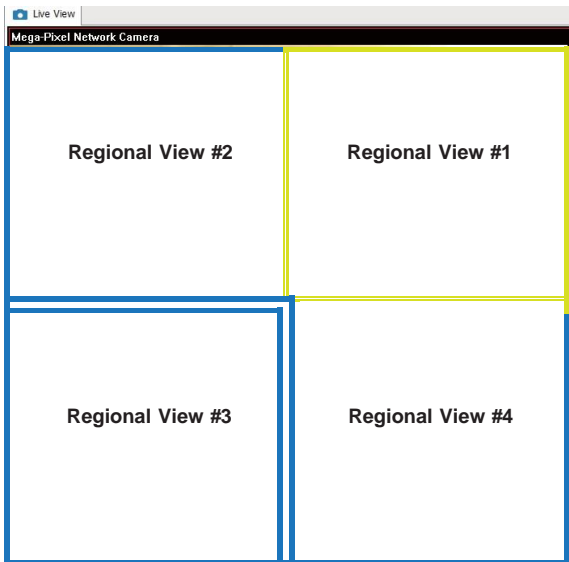 Live View
Mega-Pixel Network Camera
Regional View #2
Regional View #1
Regional View #3
Regional View #4